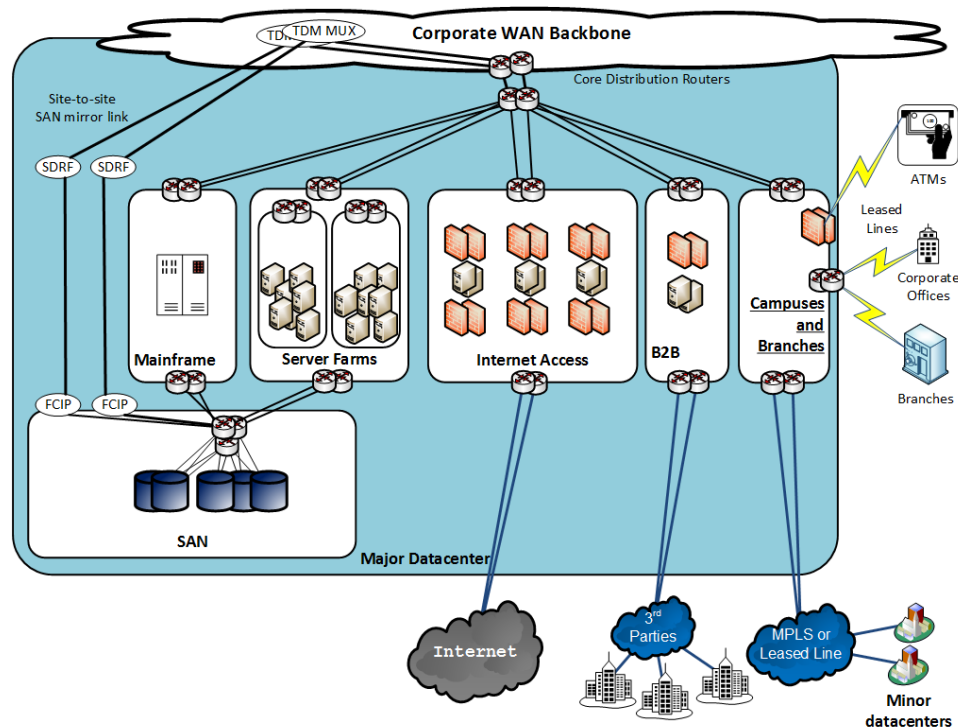 TDM MUX
Corporate WAN Backbone
Core Distribution Routers
Site-to-site
SAN mirror link
SDRF
SDRF
ATMs
Leased
Lines
Corporate
Offices
Campuses
and
Branches
Mainframe
Server Farms
Internet Access
B2B
Branches
FCIP
FCIP
SAN
Major Datacenter
Internet
3rd
Parties
MPLS or
Leased Line
Minor
datacenters